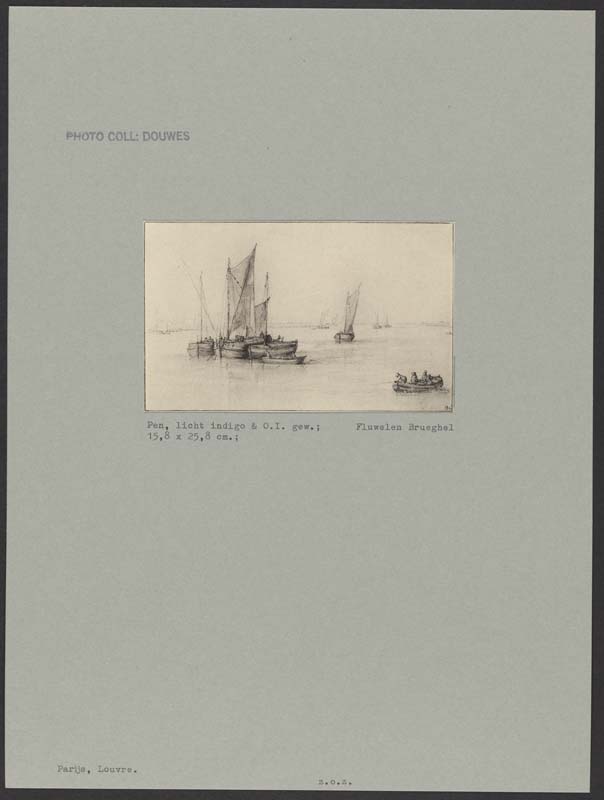 PHOTO COLL: DOUWES
Pen, licht indigo & O.I. gew.; Fluwelen Brueghel
15,8 x 25,8 cm.;
Parijs, Louvre.
z.o.z.